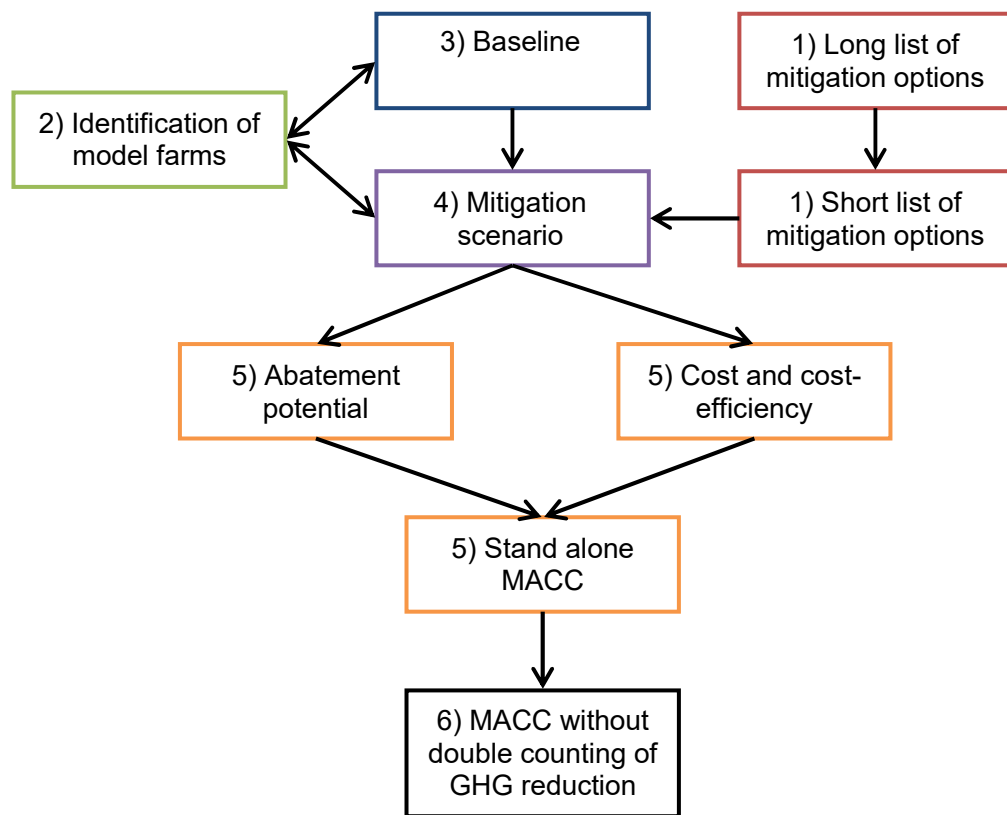 3) Baseline
1) Long list of
mitigation options
2) Identification of
model farms
4) Mitigation
scenario
1) Short list of
mitigation options
5) Abatement
potential
5) Cost and cost-
efficiency
5) Stand alone
MACC
6) MACC without
double counting of
GHG reduction